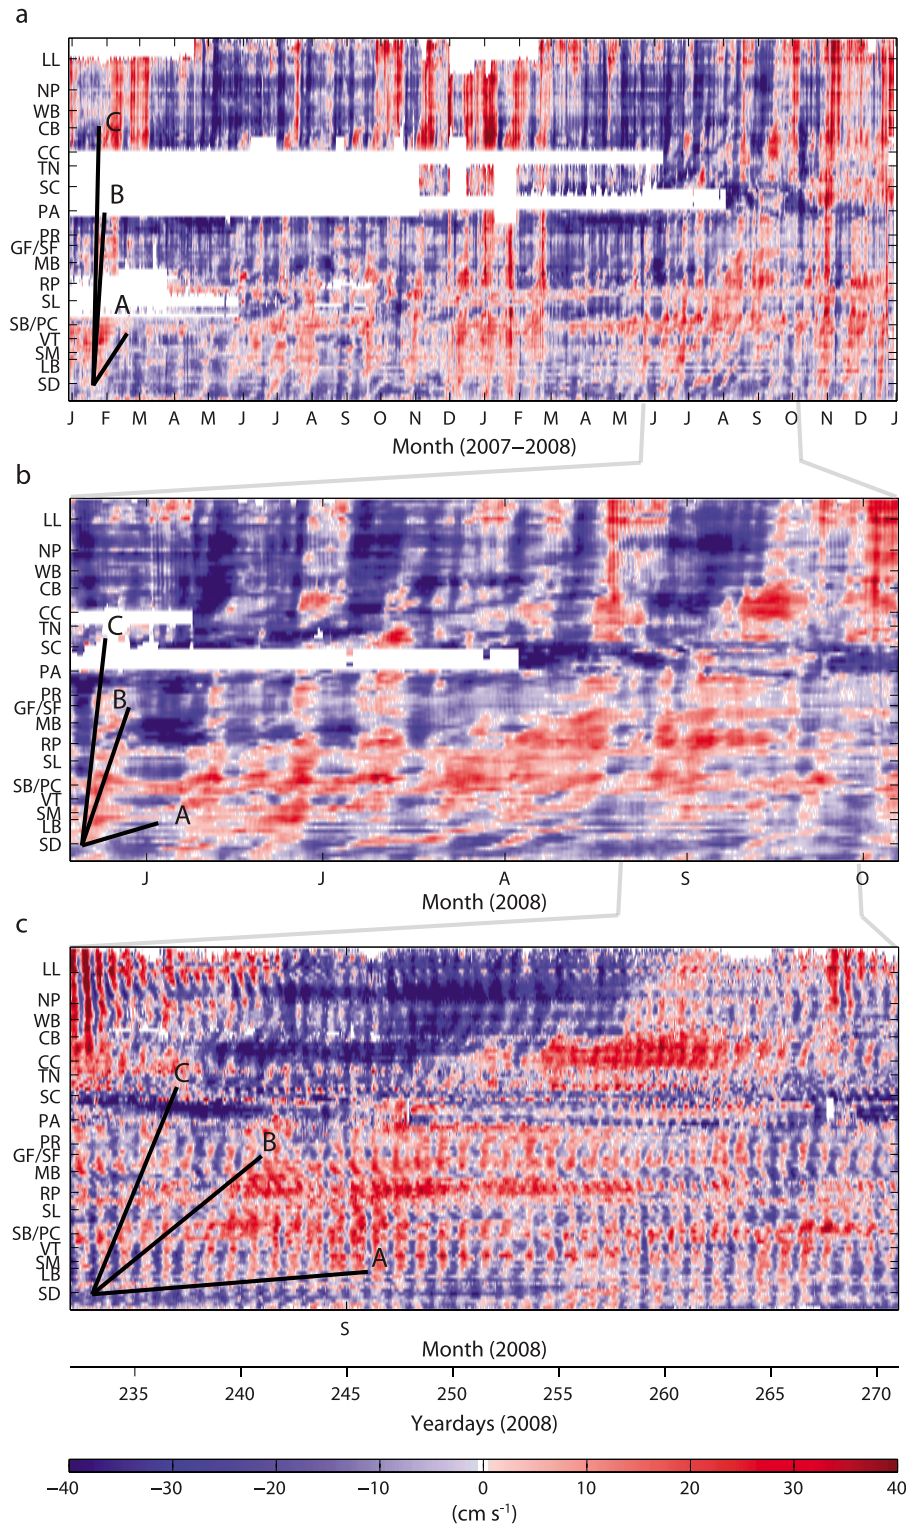 a
LL
NP
WB
CB
CC
TN
SC
PA
PR
GF/SF
MB
RP
SL
SB/PC
VT
SM
LB
SD
C
B
A
J F M A M J J A S O N D J F M A M J J A S O N D J
Month (2007−2008)
b
LL
NP
WB
CB
CC
TN
SC
PA
PR
GF/SF
MB
RP
SL
SB/PC
VT
SM
LB
SD
C
B
A
J J A S O
Month (2008)
c
LL
NP
WB
CB
CC
TN
SC
PA
PR
GF/SF
MB
RP
SL
SB/PC
VT
SM
LB
SD
C
B
A
S
Month (2008)
235 240 245 250 255 260 265 270
Yeardays (2008)
−40 −30 −20 −10 0 10 20 30 40
(cm s⁻¹)